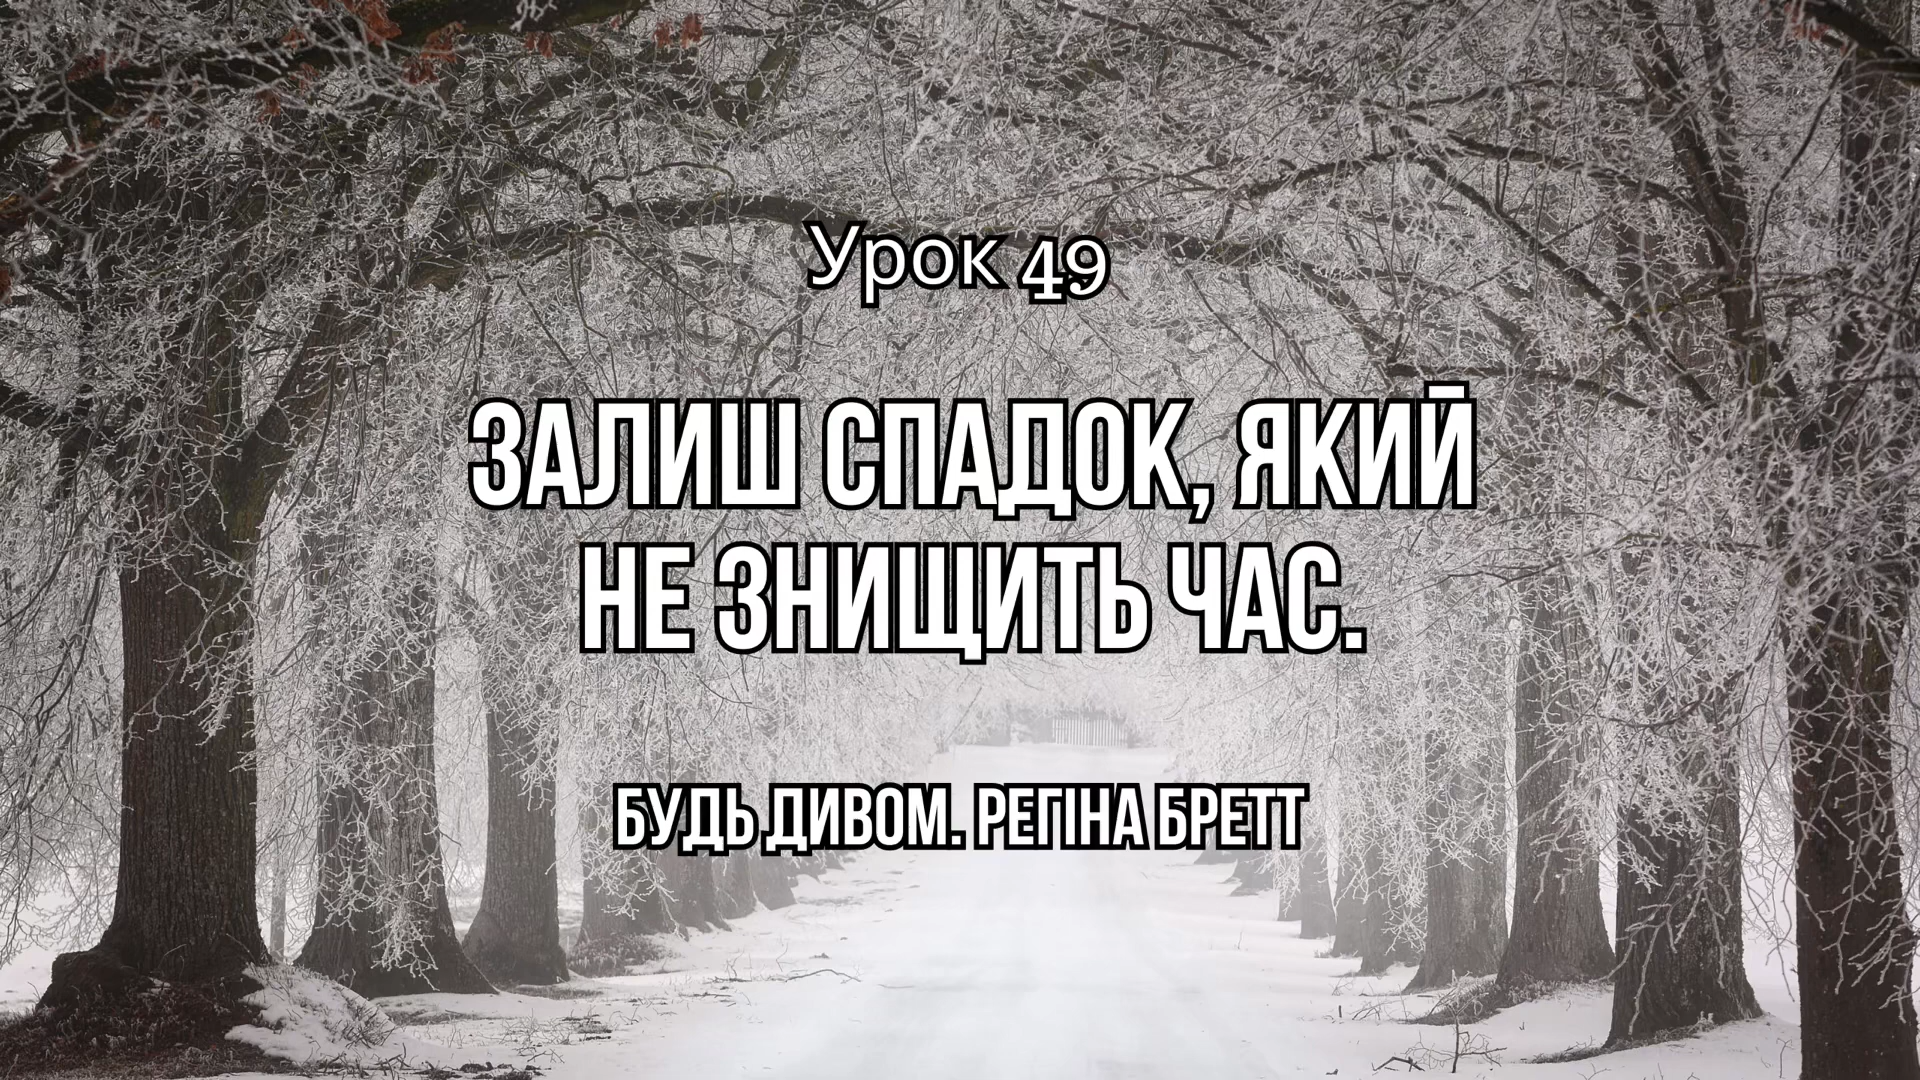 Урок 49
ЗАЛИШ СПАДОК, ЯКИЙ
НЕ ЗНИЩИТЬ ЧАС.
БУДЬ ДИВОМ. РЕГІНА БРЕТТ